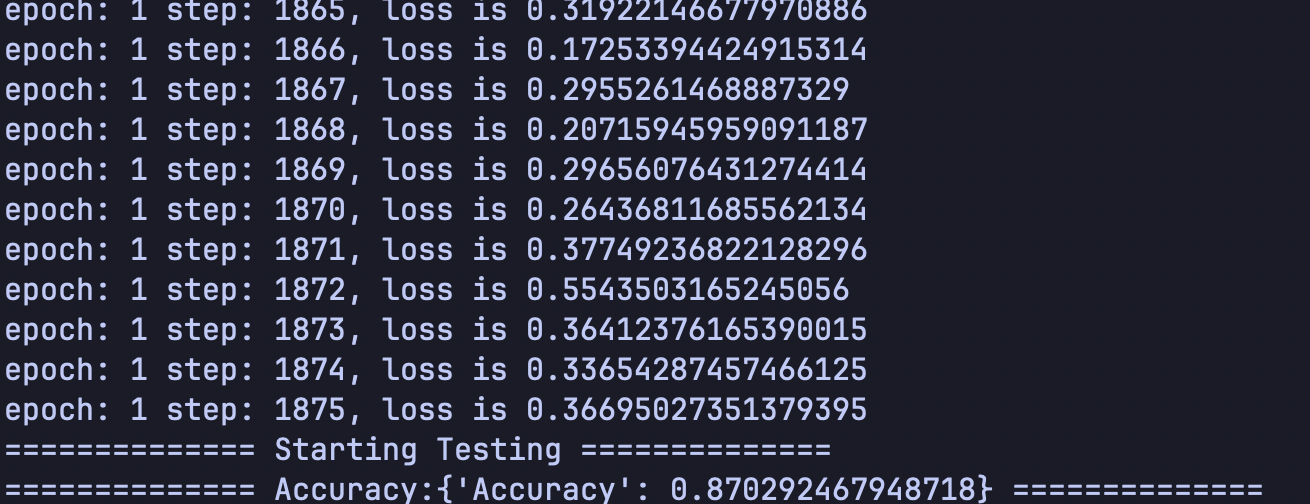 epoch: 1 step: 1865, loss is 0.31922146677970886
epoch: 1 step: 1866, loss is 0.17253394424915314
epoch: 1 step: 1867, loss is 0.2955261468887329
epoch: 1 step: 1868, loss is 0.20715945959091187
epoch: 1 step: 1869, loss is 0.29656076431274414
epoch: 1 step: 1870, loss is 0.26436811685562134
epoch: 1 step: 1871, loss is 0.37749236822128296
epoch: 1 step: 1872, loss is 0.5543503165245056
epoch: 1 step: 1873, loss is 0.36412376165390015
epoch: 1 step: 1874, loss is 0.33654287457466125
epoch: 1 step: 1875, loss is 0.36695027351379395
============== Starting Testing ==============
============== Accuracy:{'Accuracy': 0.870292467948718} ==============